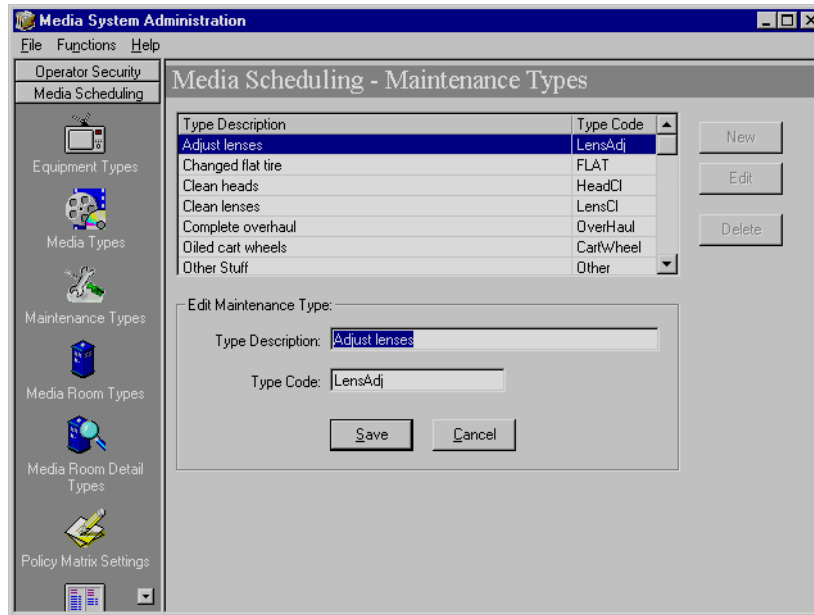 Media System Administration
File Functions Help
Operator Security
Media Scheduling
Equipment Types
Media Types
Maintenance Types
Media Room Types
Media Room Detail
Types
Policy Matrix Settings
Media Scheduling - Maintenance Types
Type Description Type Code
Adjust lenses LensAdj
Changed flat tire FLAT
Clean heads HeadCl
Clean lenses LensCl
Complete overhaul OverHaul
Oiled cart wheels CartWheel
Other Stuff Other
New
Edit
Delete
Edit Maintenance Type:
Type Description: Adjust lenses
Type Code: LensAdj
Save Cancel